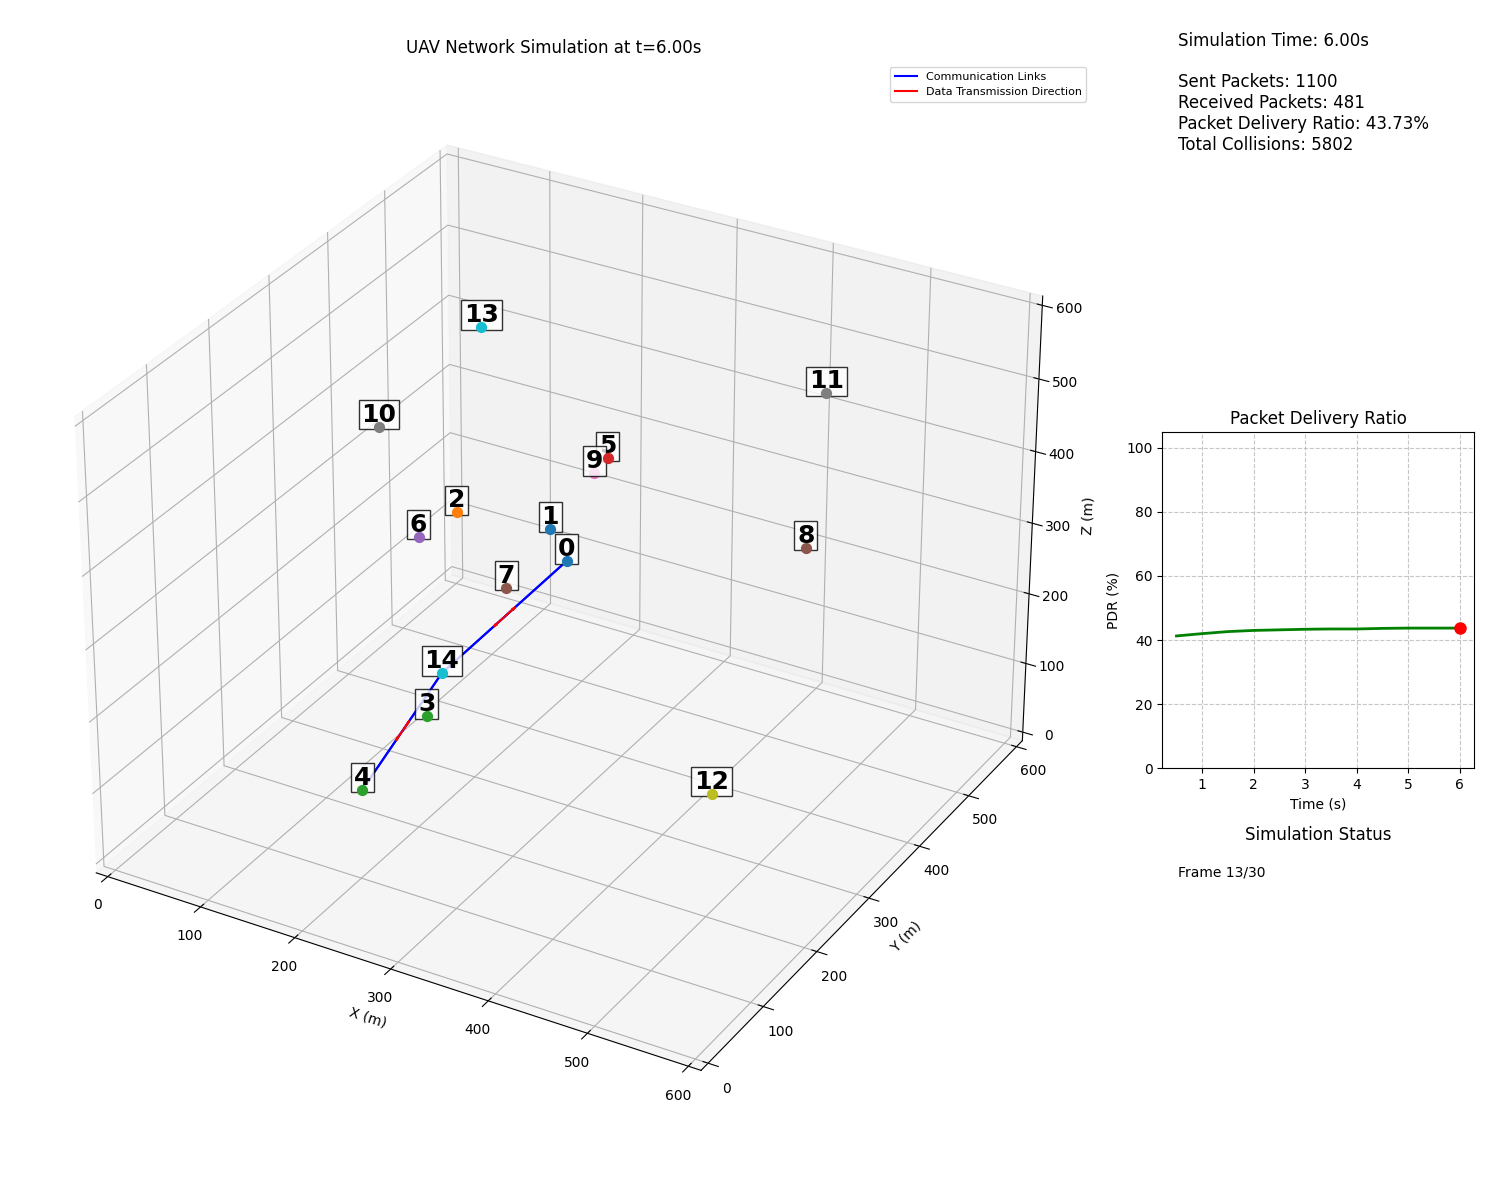 UAV Network Simulation at t=6.00s
Communication Links
Data Transmission Direction
Simulation Time: 6.00s
Sent Packets: 1100
Received Packets: 481
Packet Delivery Ratio: 43.73%
Total Collisions: 5802
13
11
10
5
9
2
6
1
0
8
7
14
3
4
12
600
500
400
300
200
100
0
Z (m)
0
100
200
300
400
500
600
X (m)
0
100
200
300
400
500
600
Y (m)
Packet Delivery Ratio
100
80
60
40
20
0
PDR (%)
1 2 3 4 5 6
Time (s)
Simulation Status
Frame 13/30